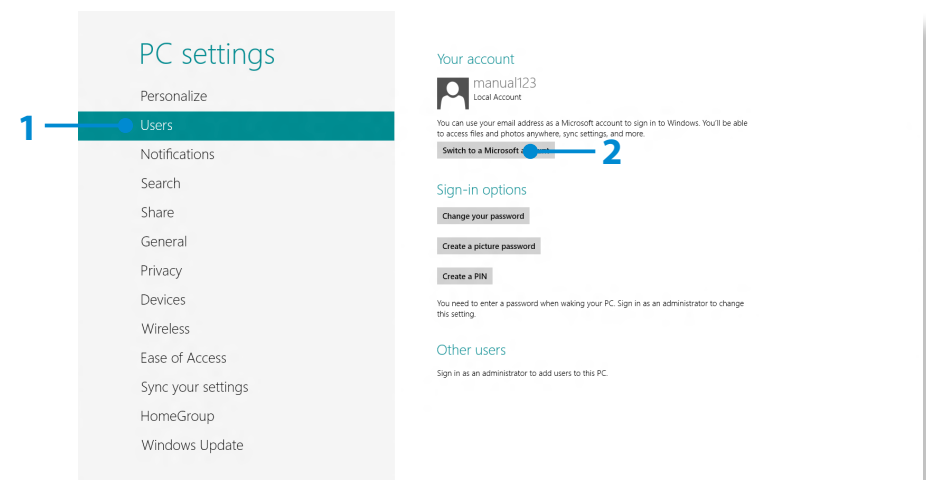 PC settings
Personalize
1
Users
Notifications
Search
Share
General
Privacy
Devices
Wireless
Ease of Access
Sync your settings
HomeGroup
Windows Update
Your account
manual123
Local Account
You can use your email address as a Microsoft account to sign in to Windows. You'll be able
to access files and photos anywhere, sync settings, and more.
Switch to a Microsoft account
2
Sign-in options
Change your password
Create a picture password
Create a PIN
You need to enter a password when waking your PC. Sign in as an administrator to change
this setting.
Other users
Sign in as an administrator to add users to this PC.